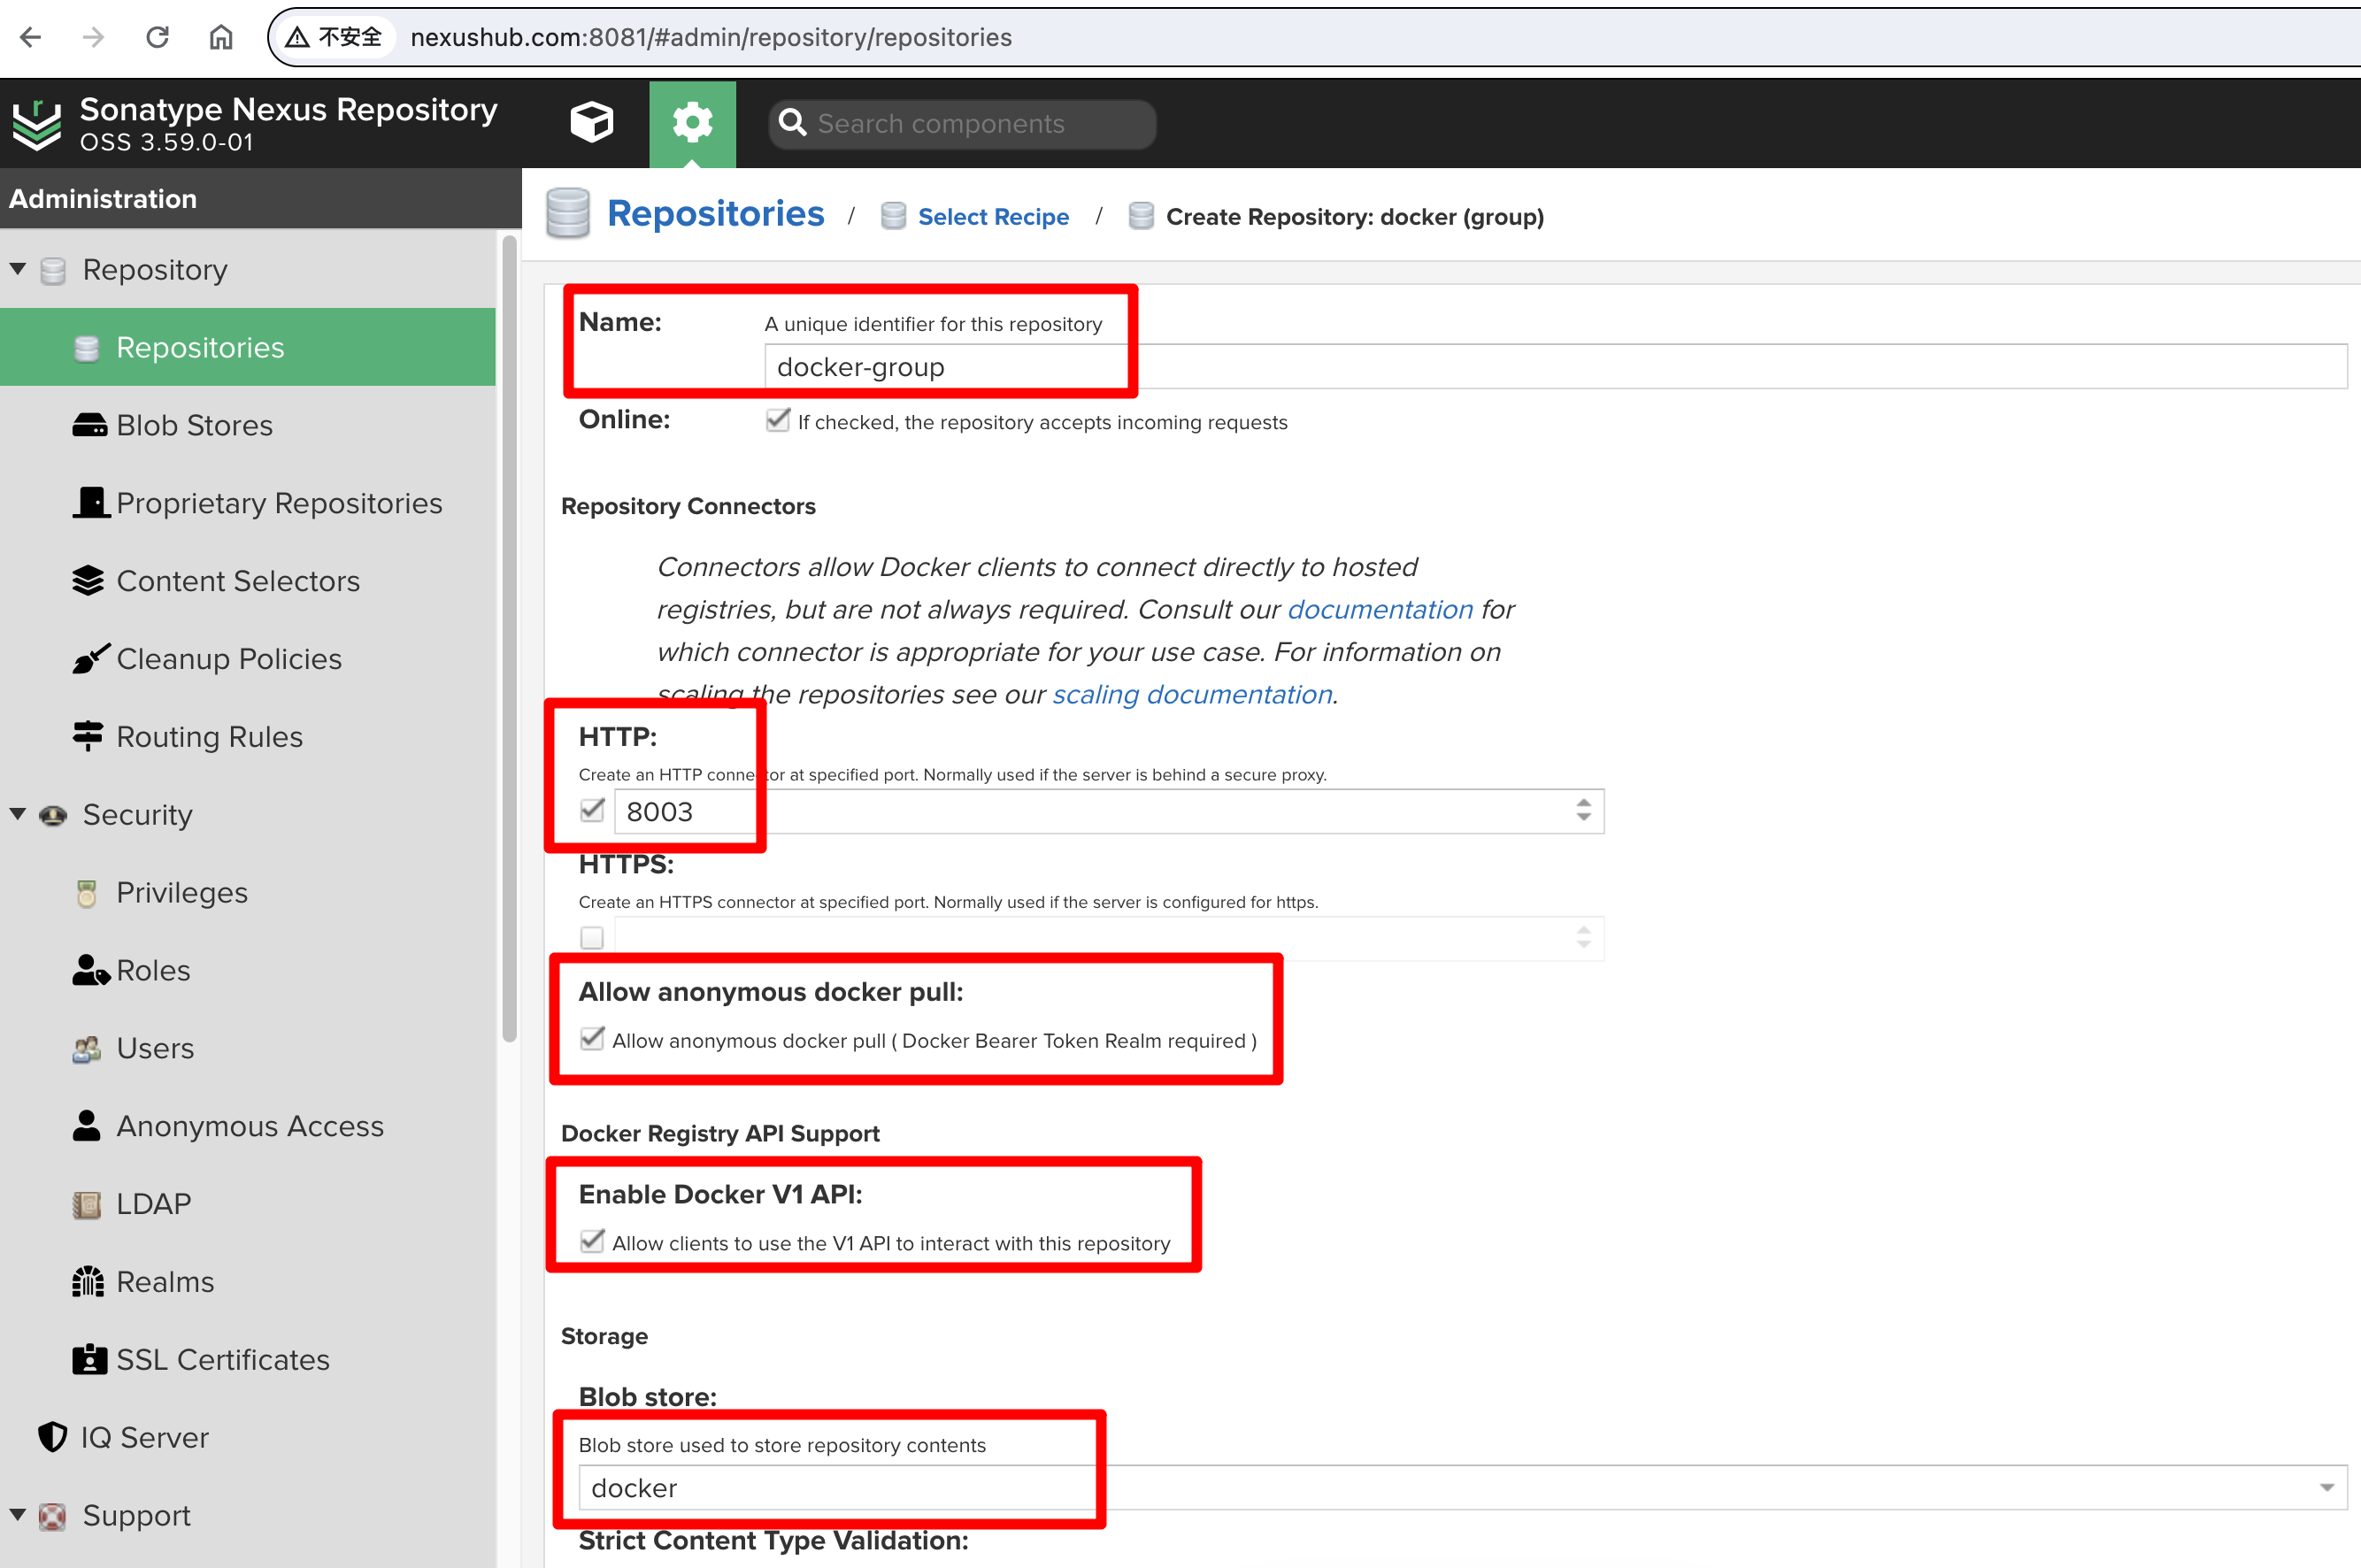 不安全 nexushub.com:8081/#admin/repository/repositories
Sonatype Nexus Repository
OSS 3.59.0-01
Search components
Administration
Repository
Repositories
Blob Stores
Proprietary Repositories
Content Selectors
Cleanup Policies
Routing Rules
Security
Privileges
Roles
Users
Anonymous Access
LDAP
Realms
SSL Certificates
IQ Server
Support
Repositories / Select Recipe / Create Repository: docker (group)
Name: A unique identifier for this repository
docker-group
Online: If checked, the repository accepts incoming requests
Repository Connectors
Connectors allow Docker clients to connect directly to hosted
registries, but are not always required. Consult our documentation for
which connector is appropriate for your use case. For information on
scaling the repositories see our scaling documentation.
HTTP:
Create an HTTP connector at specified port. Normally used if the server is behind a secure proxy.
8003
HTTPS:
Create an HTTPS connector at specified port. Normally used if the server is configured for https.
Allow anonymous docker pull:
Allow anonymous docker pull ( Docker Bearer Token Realm required )
Docker Registry API Support
Enable Docker V1 API:
Allow clients to use the V1 API to interact with this repository
Storage
Blob store:
Blob store used to store repository contents
docker
Strict Content Type Validation: